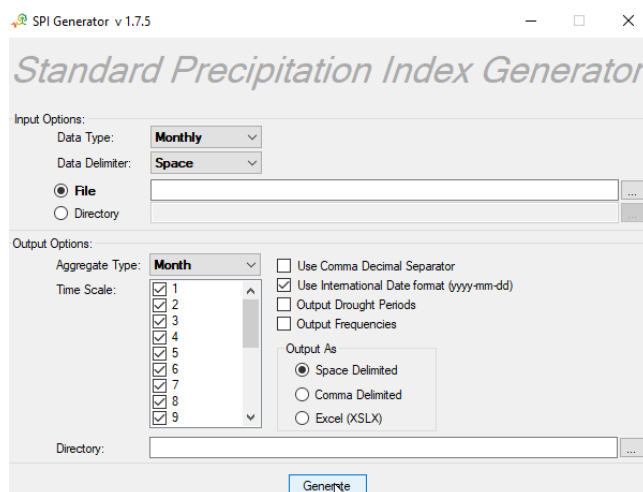 SPI Generator v 1.7.5
Standard Precipitation Index Generator
Input Options:
Data Type: Monthly
Data Delimiter: Space
File ...
Directory ...
Output Options:
Aggregate Type: Month
Use Comma Decimal Separator
Time Scale:
Use International Date format (yyyy-mm-dd)
Output Drought Periods
Output Frequencies
1
2
3
4
5
6
7
8
9
Output As
Space Delimited
Comma Delimited
Excel (XSLX)
Directory: ...
Generate